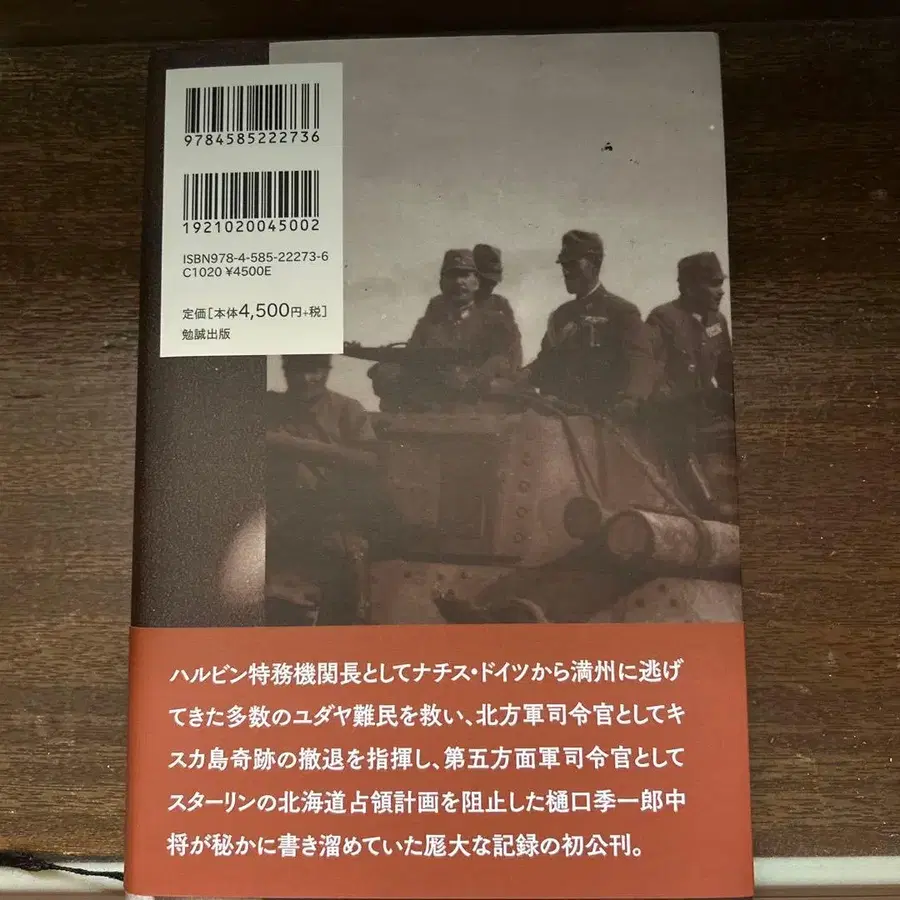 9784585222736
1921020045002
ISBN978-4-585-22273-6
C1020 ¥4500E
定価[本体4,500円+税]
勉誠出版
ハルビン特務機関長としてナチス・ドイツから満州に逃げ
てきた多数のユダヤ難民を救い、北方軍司令官としてキ
スカ島奇跡の撤退を指揮し、第五方面軍司令官として
スターリンの北海道占領計画を阻止した樋口季一郎中
将が秘かに書き溜めていた厖大な記録の初公刊。